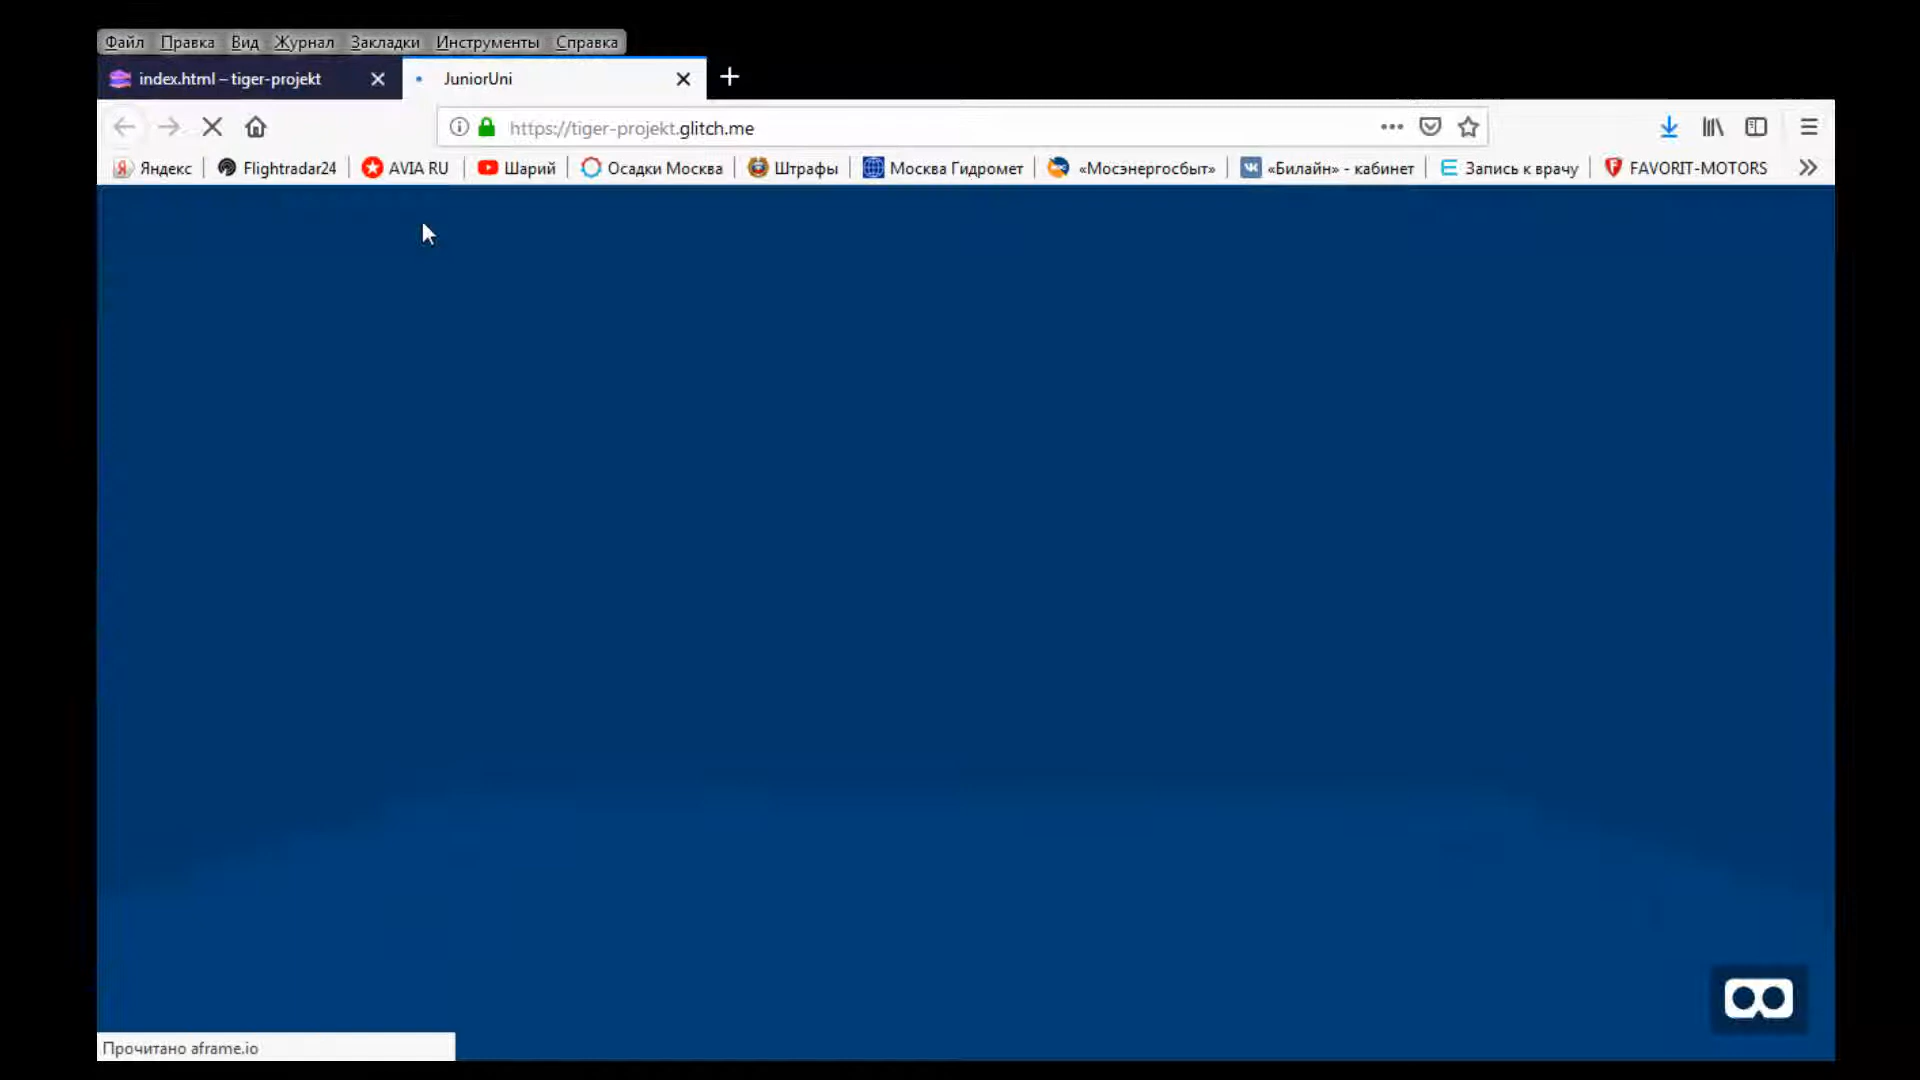 Файл Правка Вид Журнал Закладки Инструменты Справка
index.html – tiger-projekt JuniorUni
https://tiger-projekt.glitch.me
Яндекс Flightradar24 AVIA RU Шарий Осадки Москва Штрафы Москва Гидромет «Мосэнергосбыт» «Билайн» - кабинет Запись к врачу FAVORIT-MOTORS
Прочитано aframe.io